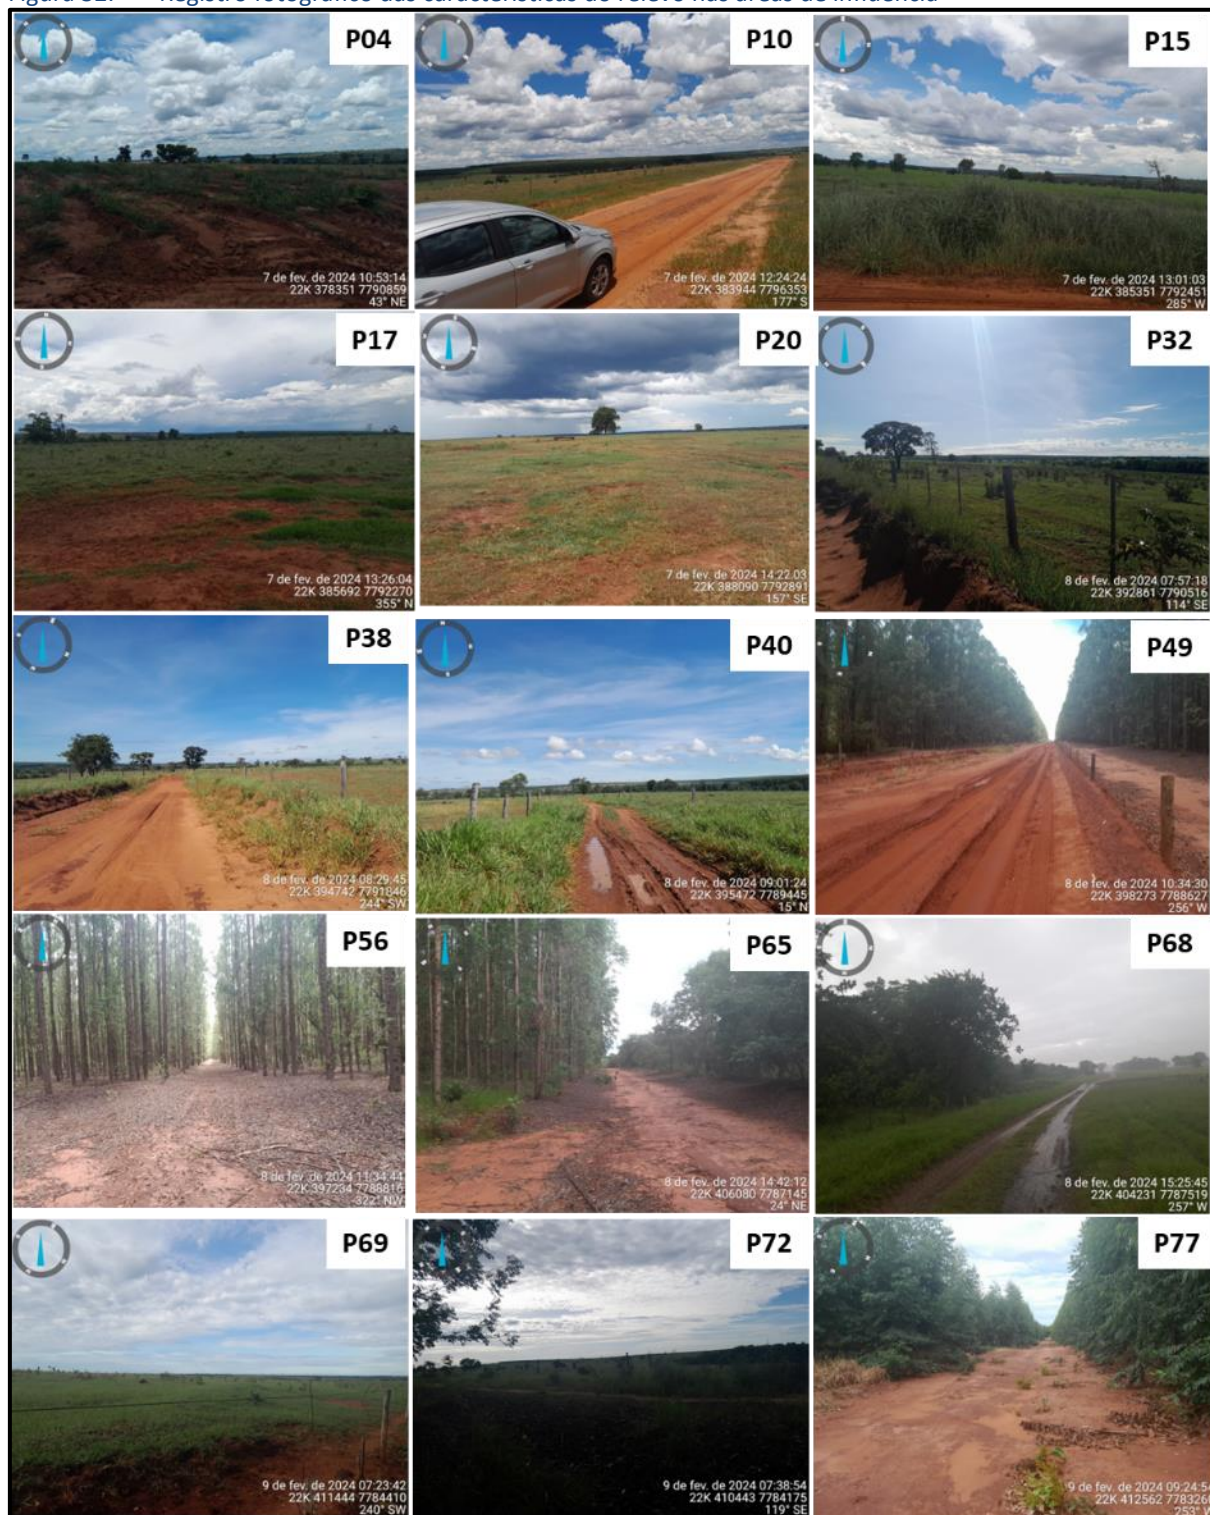 Registro fotográfico das características do relevo nas áreas de influência
P04
7 de fev. de 2024 10:53:14
22K 378351 7790859
43° NE
P10
7 de fev. de 2024 12:24:24
22K 383944 7796353
177° S
P15
7 de fev. de 2024 13:01:03
22K 385351 7792451
285° W
P17
7 de fev. de 2024 13:26:04
22K 385692 7792270
355° N
P20
7 de fev. de 2024 14:22:03
22K 388090 7792891
157° SE
P32
8 de fev. de 2024 07:57:18
22K 392861 7790516
114° SE
P38
8 de fev. de 2024 08:29:45
22K 394742 7791846
244° SW
P40
8 de fev. de 2024 09:01:24
22K 395472 7789445
15° N
P49
8 de fev. de 2024 10:34:30
22K 398273 7788627
256° W
P56
8 de fev. de 2024 11:34:44
22K 397234 7788816
322° NW
P65
8 de fev. de 2024 14:42:12
22K 406080 7787145
24° NE
P68
8 de fev. de 2024 15:25:45
22K 404231 7787519
257° W
P69
9 de fev. de 2024 07:23:42
22K 411444 7784410
240° SW
P72
9 de fev. de 2024 07:38:54
22K 410443 7784175
119° SE
P77
9 de fev. de 2024 09:24:54
22K 412562 7783260
253° W